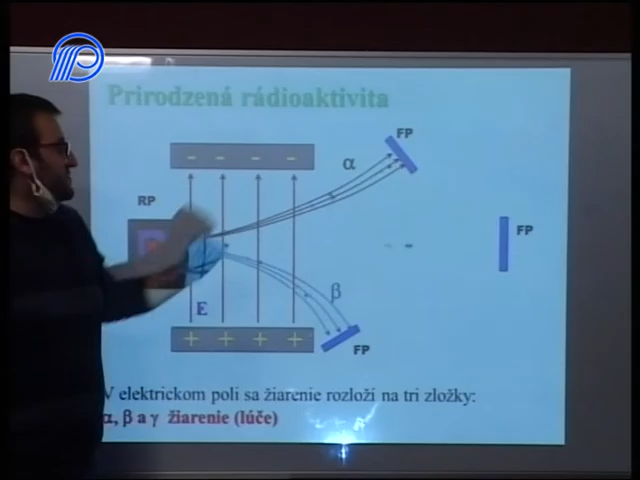 Prirodzená rádioaktivita
FP
- - - -
α
RP
FP
β
E
+ + + +
FP
V elektrickom poli sa žiarenie rozloží na tri zložky:
α, β a γ žiarenie (lúče)